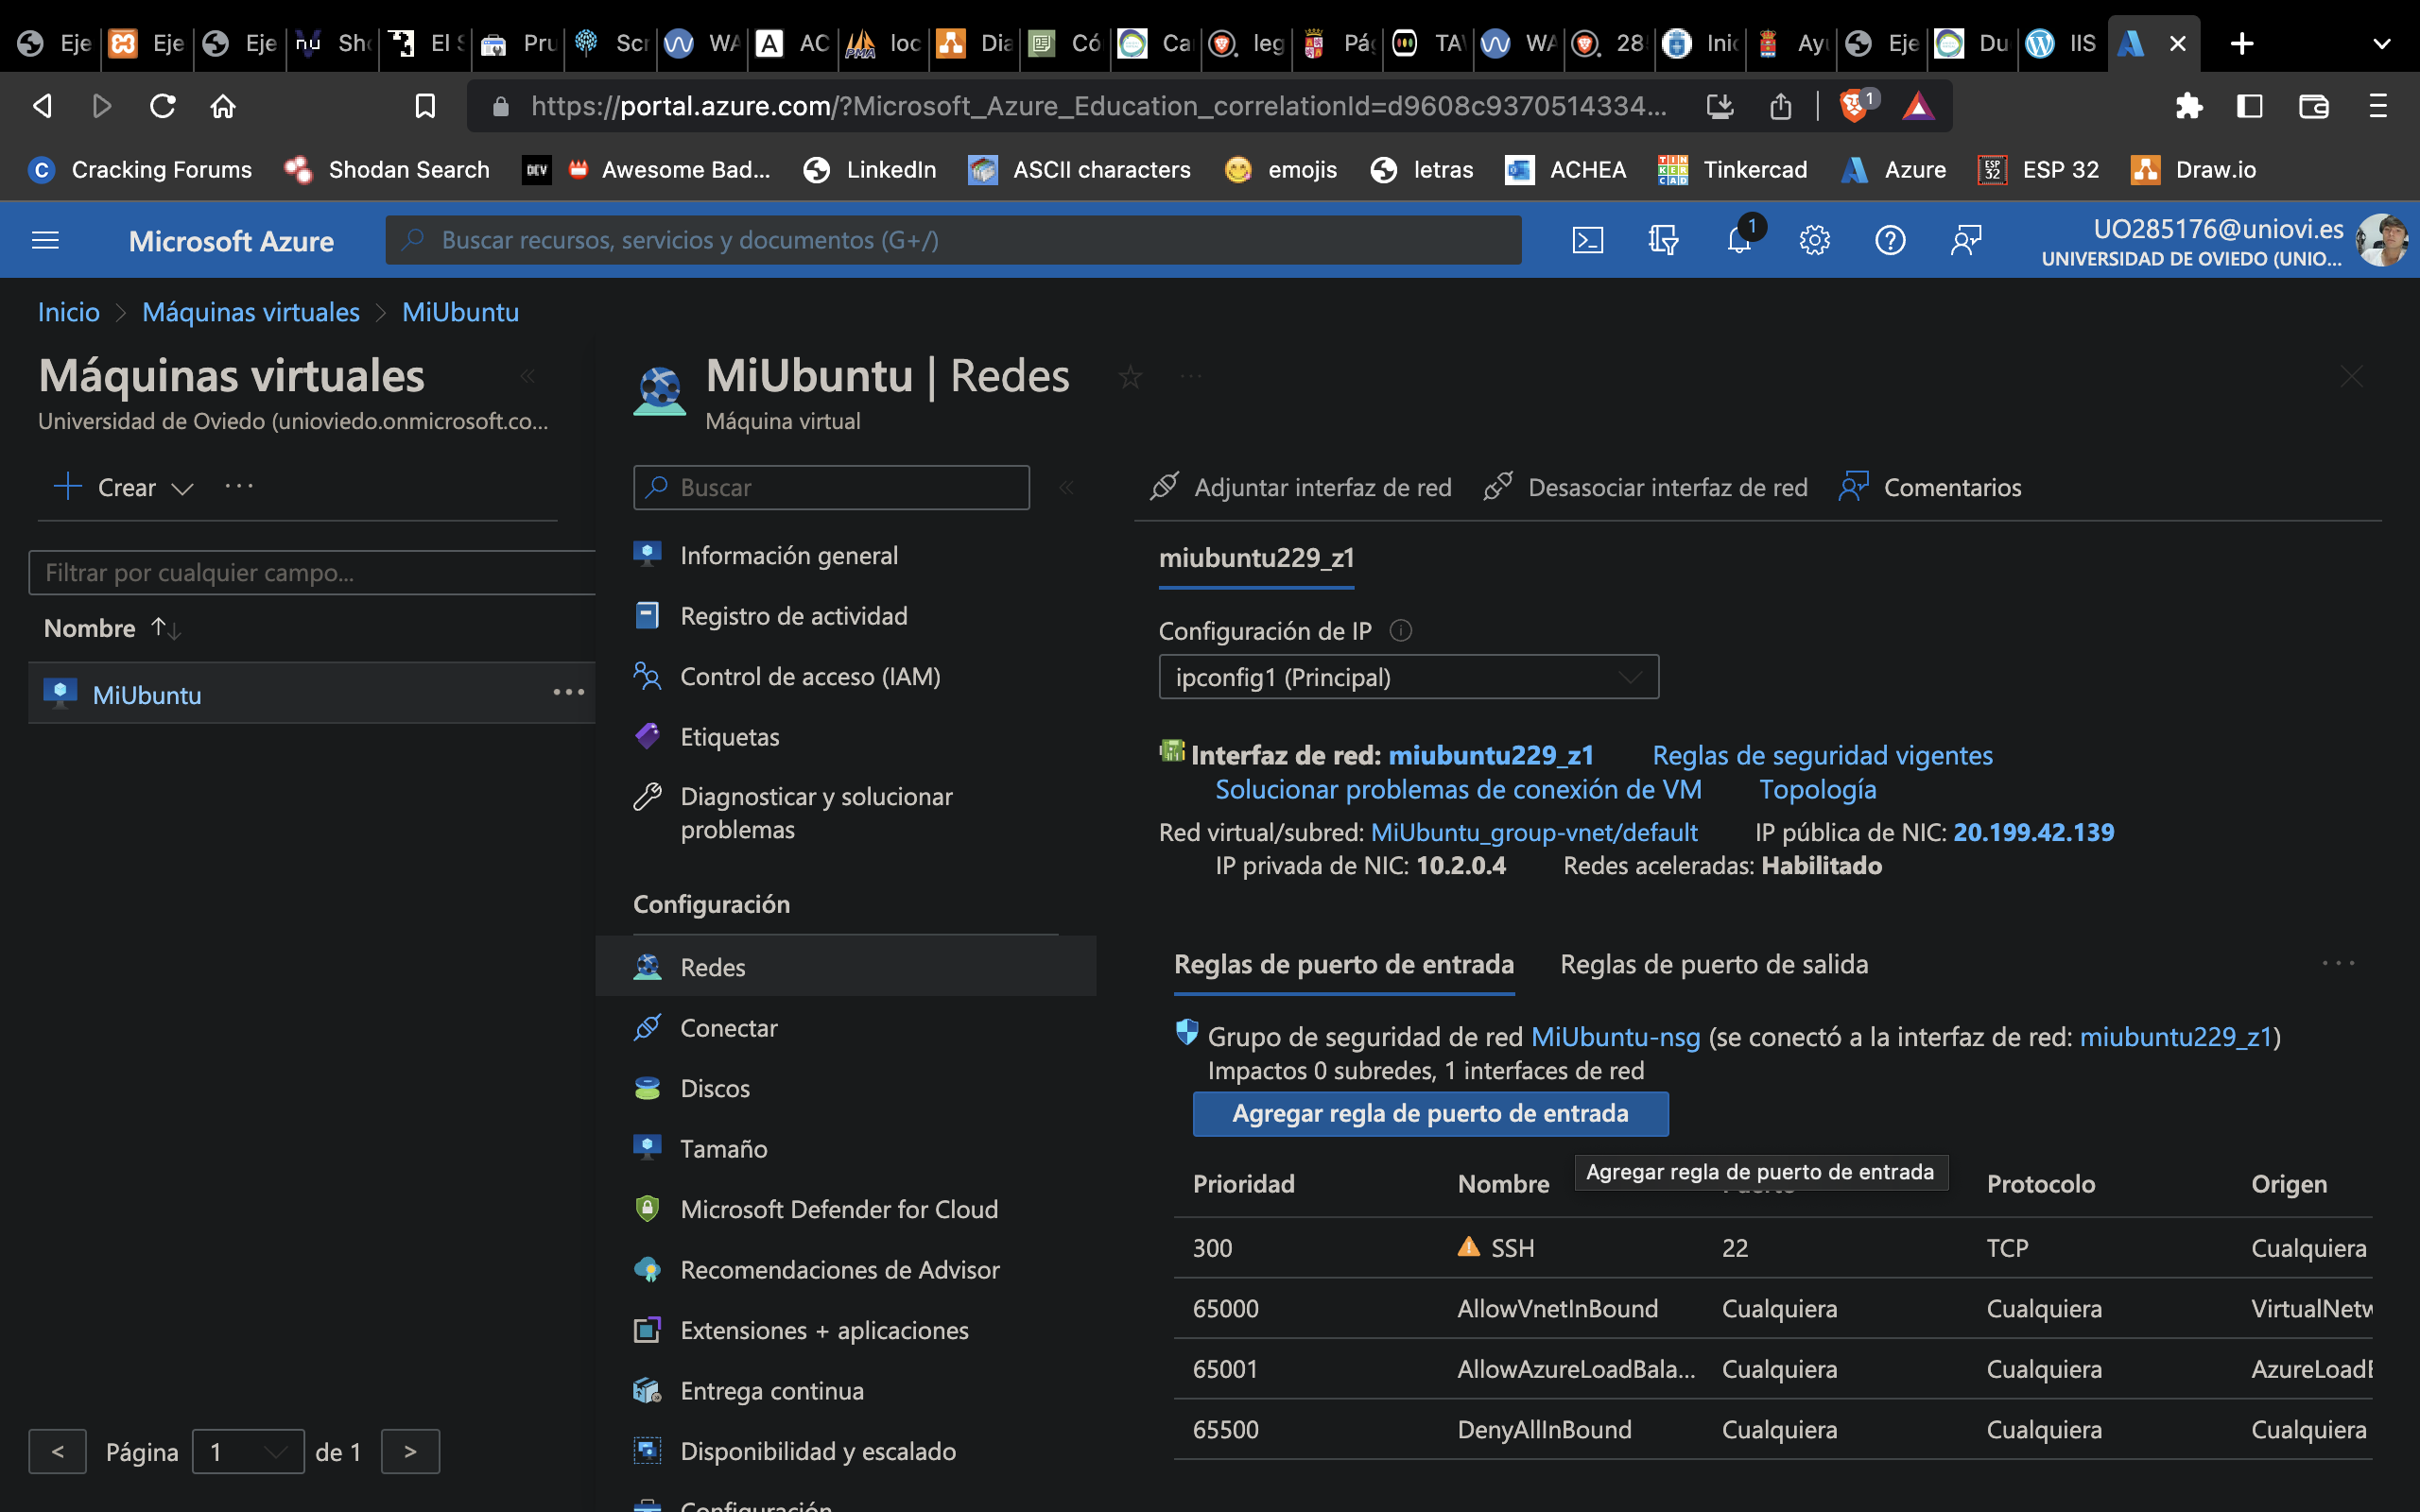 Eje
Eje
Eje
Sh
El S
Pru
Scr
WA
AC
loc
Dia
Có
Ca
leg
Pá
TA
WA
28
Inic
Ayu
Eje
Du
IIS
https://portal.azure.com/?Microsoft_Azure_Education_correlationId=d9608c9370514334...
1
Cracking Forums
Shodan Search
Awesome Bad...
LinkedIn
ASCII characters
emojis
letras
ACHEA
Tinkercad
Azure
ESP 32
Draw.io
Microsoft Azure
Buscar recursos, servicios y documentos (G+/)
1
UO285176@uniovi.es
UNIVERSIDAD DE OVIEDO (UNIO...
Inicio > Máquinas virtuales > MiUbuntu
Máquinas virtuales
Universidad de Oviedo (uniovied​o.onmicrosoft.co...
Crear
Filtrar por cualquier campo...
Nombre
MiUbuntu
< Página 1 de 1 >
MiUbuntu | Redes
Máquina virtual
Buscar
Información general
Registro de actividad
Control de acceso (IAM)
Etiquetas
Diagnosticar y solucionar
problemas
Configuración
Redes
Conectar
Discos
Tamaño
Microsoft Defender for Cloud
Recomendaciones de Advisor
Extensiones + aplicaciones
Entrega continua
Disponibilidad y escalado
Configuración
Adjuntar interfaz de red
Desasociar interfaz de red
Comentarios
miubuntu229_z1
Configuración de IP
ipconfig1 (Principal)
Interfaz de red: miubuntu229_z1 Reglas de seguridad vigentes
Solucionar problemas de conexión de VM Topología
Red virtual/subred: MiUbuntu_group-vnet/default IP pública de NIC: 20.199.42.139
IP privada de NIC: 10.2.0.4 Redes aceleradas: Habilitado
Reglas de puerto de entrada Reglas de puerto de salida
Grupo de seguridad de red MiUbuntu-nsg (se conectó a la interfaz de red: miubuntu229_z1)
Impactos 0 subredes, 1 interfaces de red
Agregar regla de puerto de entrada
Agregar regla de puerto de entrada
Prioridad Nombre Protocolo Origen
300 SSH 22 TCP Cualquiera
65000 AllowVnetInBound Cualquiera Cualquiera VirtualNetw
65001 AllowAzureLoadBala... Cualquiera Cualquiera AzureLoadB
65500 DenyAllInBound Cualquiera Cualquiera Cualquiera